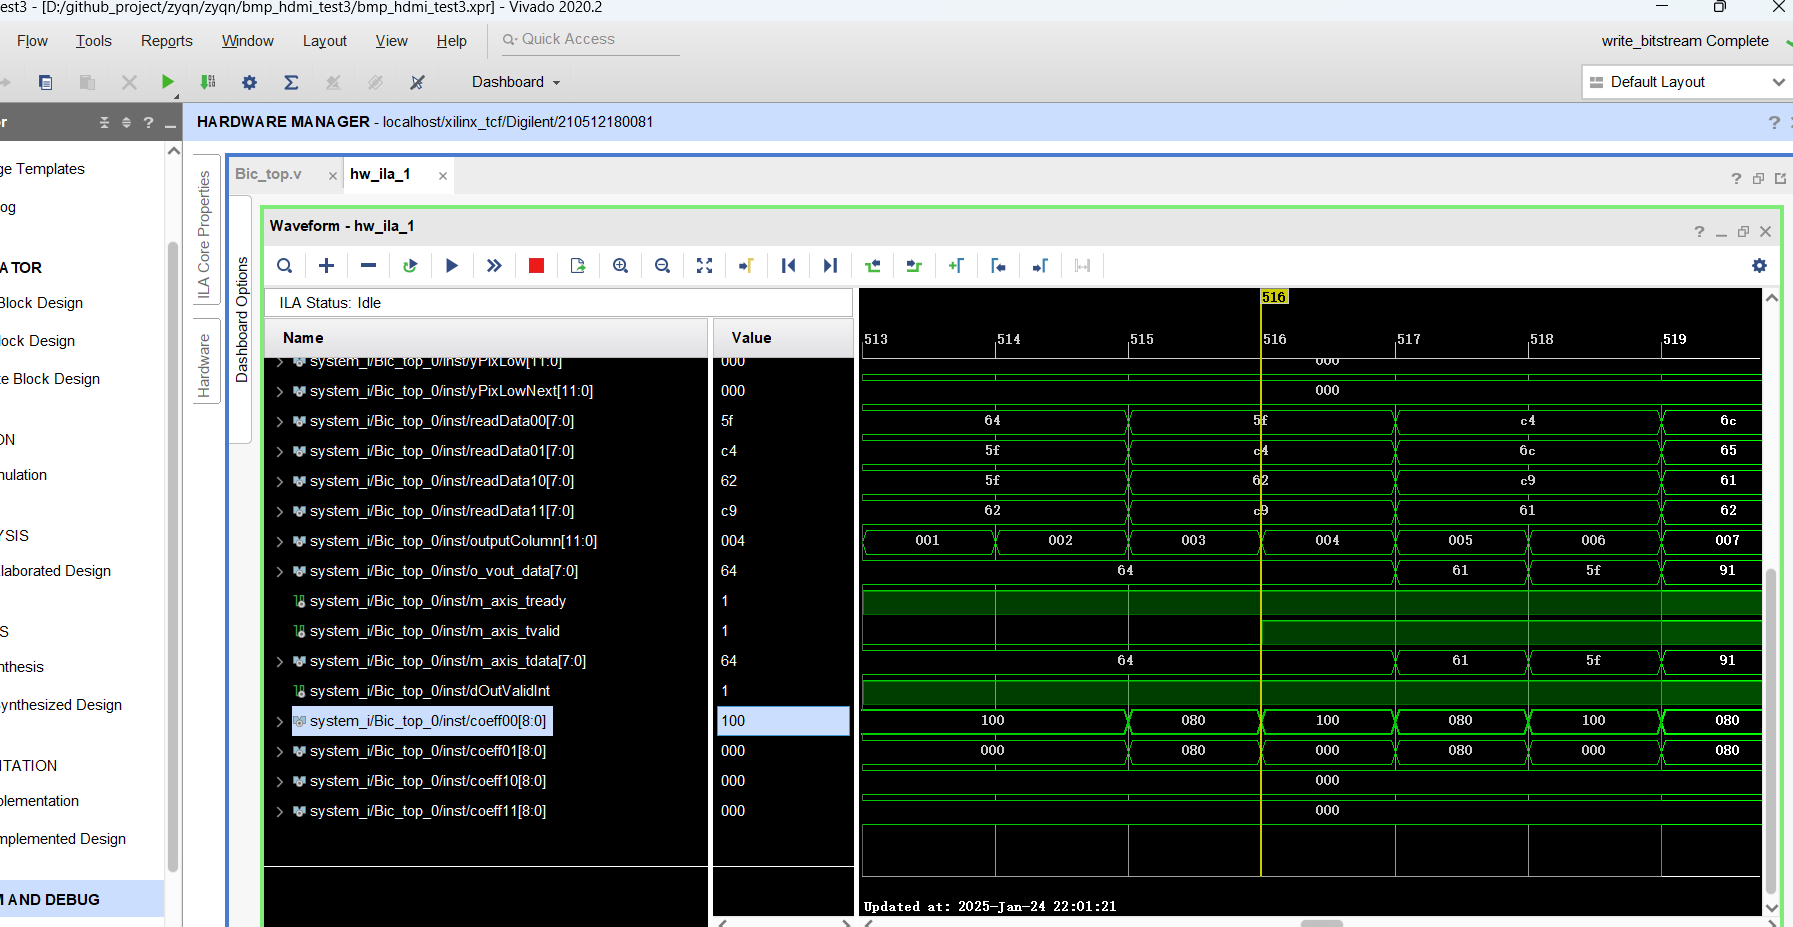 est3 - [D:/github_project/zyqn/zyqn/bmp_hdmi_test3/bmp_hdmi_test3.xpr] - Vivado 2020.2
Flow Tools Reports Window Layout View Help Quick Access write_bitstream Complete
Dashboard Default Layout
r ? HARDWARE MANAGER - localhost/xilinx_tcf/Digilent/210512180081 ?
ge Templates
og
ATOR
Block Design
ock Design
te Block Design
ON
nulation
YSIS
laborated Design
S
nthesis
ynthesized Design
ITATION
plementation
mplemented Design
M AND DEBUG
ILA Core Properties
Hardware
Dashboard Options
Bic_top.v hw_ila_1 ?
Waveform - hw_ila_1 ?
ILA Status: Idle
516
Name Value 513 514 515 516 517 518 519
system_i/Bic_top_0/inst/yPixLow[11:0] 000 000
system_i/Bic_top_0/inst/yPixLowNext[11:0] 000 000
system_i/Bic_top_0/inst/readData00[7:0] 5f 64 5f c4 6c
system_i/Bic_top_0/inst/readData01[7:0] c4 5f c4 6c 65
system_i/Bic_top_0/inst/readData10[7:0] 62 5f 62 c9 61
system_i/Bic_top_0/inst/readData11[7:0] c9 62 c9 61 62
system_i/Bic_top_0/inst/outputColumn[11:0] 004 001 002 003 004 005 006 007
system_i/Bic_top_0/inst/o_vout_data[7:0] 64 64 61 5f 91
system_i/Bic_top_0/inst/m_axis_tready 1
system_i/Bic_top_0/inst/m_axis_tvalid 1
system_i/Bic_top_0/inst/m_axis_tdata[7:0] 64 64 61 5f 91
system_i/Bic_top_0/inst/dOutValidInt 1
system_i/Bic_top_0/inst/coeff00[8:0] 100 100 080 100 080 100 080
system_i/Bic_top_0/inst/coeff01[8:0] 000 000 080 000 080 000 080
system_i/Bic_top_0/inst/coeff10[8:0] 000 000
system_i/Bic_top_0/inst/coeff11[8:0] 000 000
Updated at: 2025-Jan-24 22:01:21